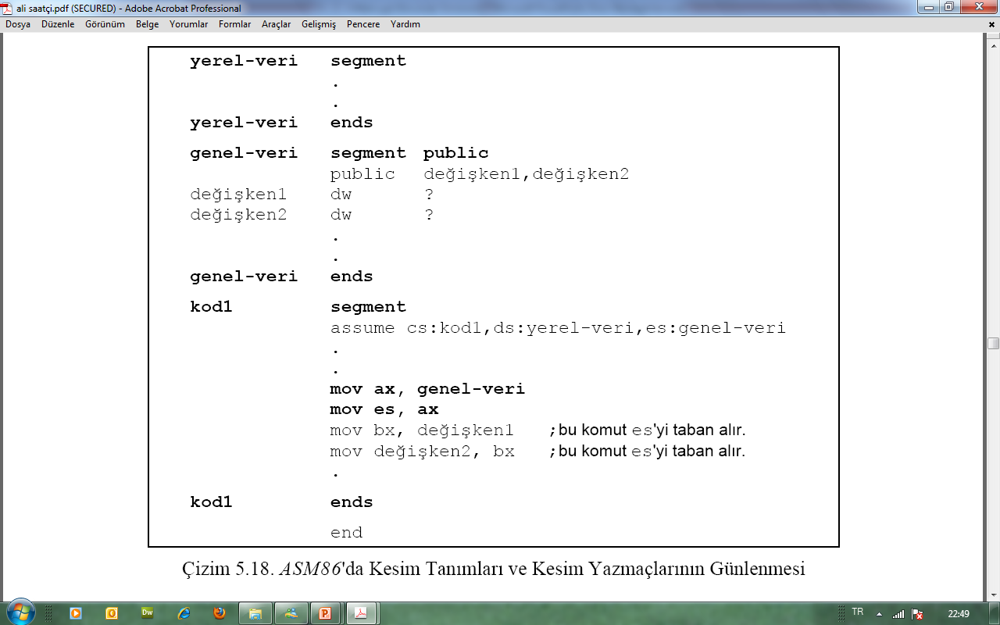 ali saatçi.pdf (SECURED) - Adobe Acrobat Professional
Dosya Düzenle Görünüm Belge Yorumlar Formlar Araçlar Gelişmiş Pencere Yardım
yerel-veri segment
.
.
yerel-veri ends
genel-veri segment public
public değişken1,değişken2
değişken1 dw ?
değişken2 dw ?
.
.
genel-veri ends
kod1 segment
assume cs:kod1,ds:yerel-veri,es:genel-veri
.
.
mov ax, genel-veri
mov es, ax
mov bx, değişken1 ;bu komut es'yi taban alır.
mov değişken2, bx ;bu komut es'yi taban alır.
.
kod1 ends
end
Çizim 5.18. ASM86'da Kesim Tanımları ve Kesim Yazmaçlarının Günlenmesi
Dw
TR
22:49